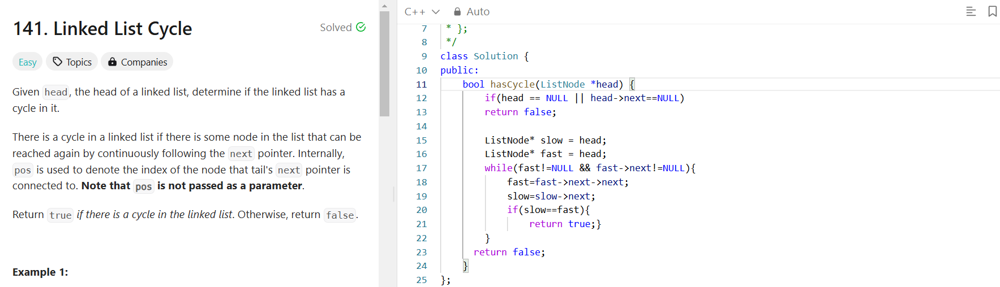 141. Linked List Cycle
Solved
Easy
Topics
Companies
Given head, the head of a linked list, determine if the linked list has a
cycle in it.
There is a cycle in a linked list if there is some node in the list that can be
reached again by continuously following the next pointer. Internally,
pos is used to denote the index of the node that tail's next pointer is
connected to. Note that pos is not passed as a parameter.
Return true if there is a cycle in the linked list. Otherwise, return false.
Example 1:
C++
Auto
7 * };
8 */
9 class Solution {
10 public:
11     bool hasCycle(ListNode *head) {
12         if(head == NULL || head->next==NULL)
13         return false;
14
15         ListNode* slow = head;
16         ListNode* fast = head;
17         while(fast!=NULL && fast->next!=NULL){
18             fast=fast->next->next;
19             slow=slow->next;
20             if(slow==fast){
21                 return true;}
22         }
23       return false;
24     }
25 };